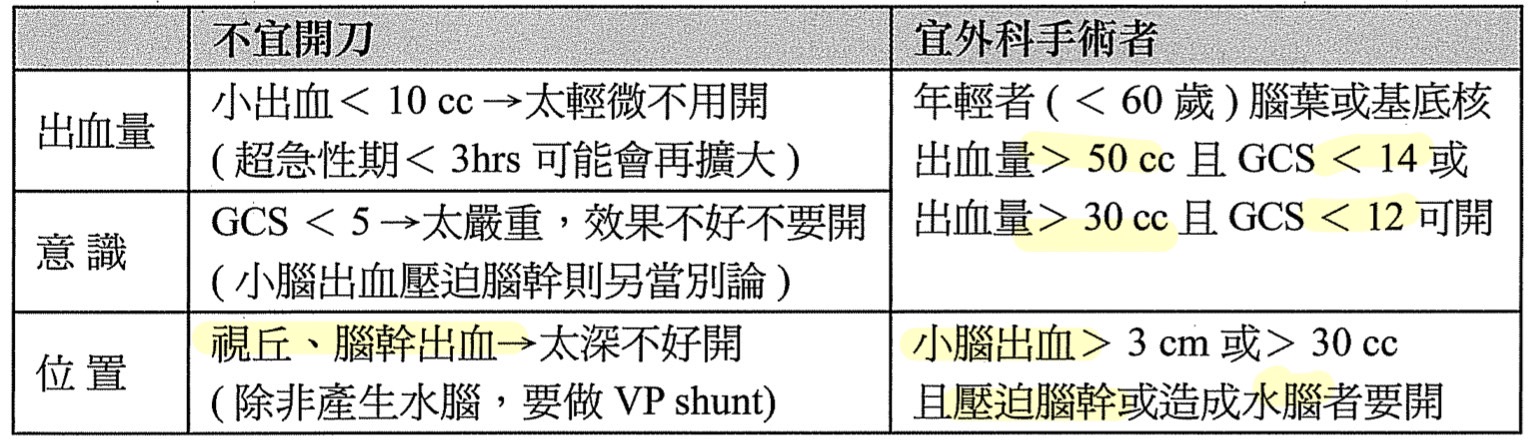 不宜開刀
宜外科手術者
出血量
小出血＜ 10 cc →太輕微不用開
( 超急性期＜ 3hrs 可能會再擴大 )
年輕者 ( ＜ 60 歲 ) 腦葉或基底核
出血量＞ 50 cc 且 GCS ＜ 14 或
出血量＞ 30 cc 且 GCS ＜ 12 可開
意識
GCS ＜ 5 →太嚴重，效果不好不要開
( 小腦出血壓迫腦幹則另當別論 )
位置
視丘、腦幹出血→太深不好開
( 除非產生水腦，要做 VP shunt)
小腦出血＞ 3 cm 或＞ 30 cc
且壓迫腦幹或造成水腦者要開